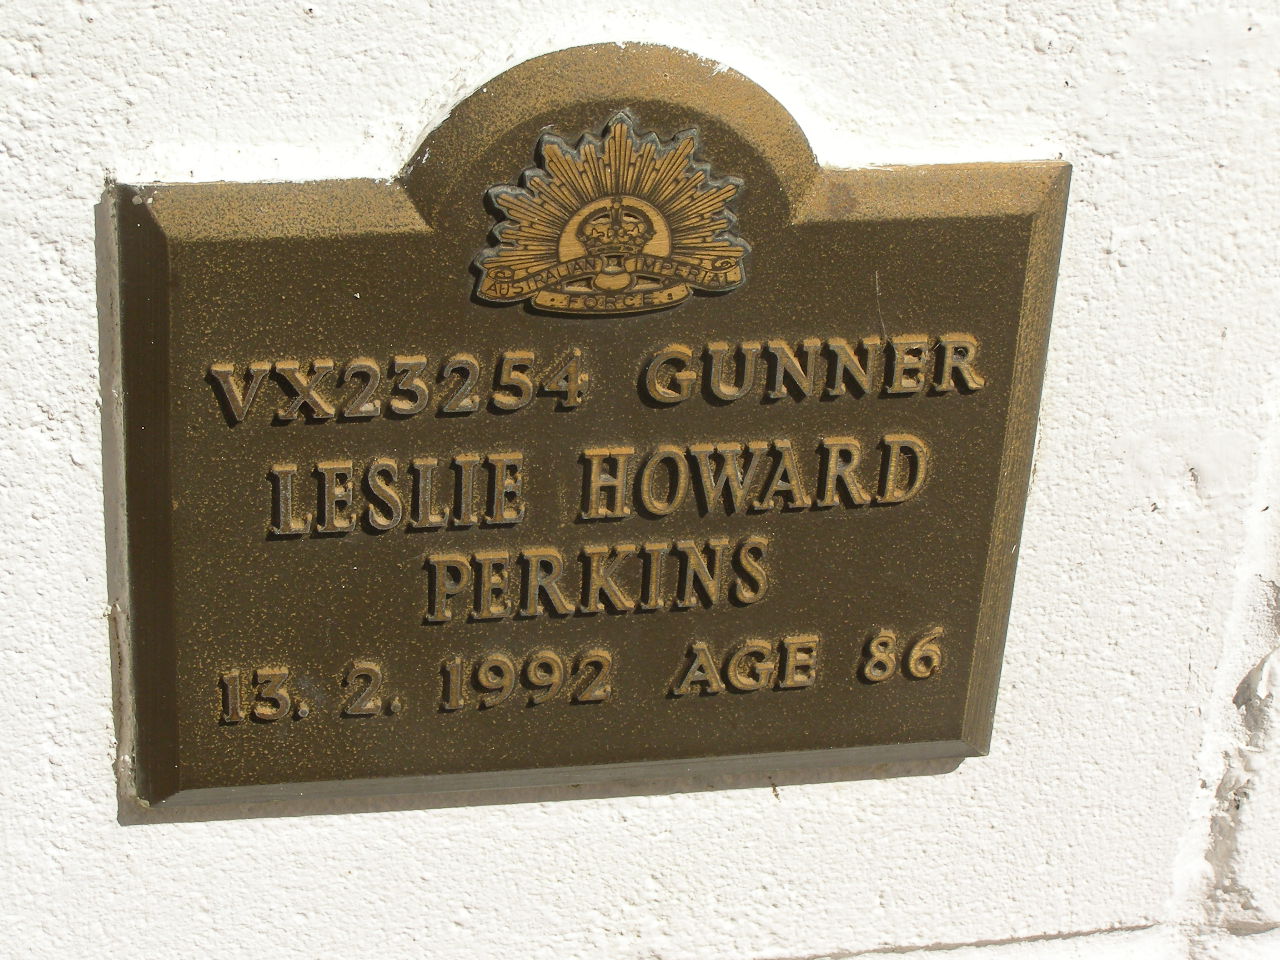 AUSTRALIAN IMPERIAL
FORCE
VX23254 GUNNER
LESLIE HOWARD
PERKINS
13.2.1992 AGE 86